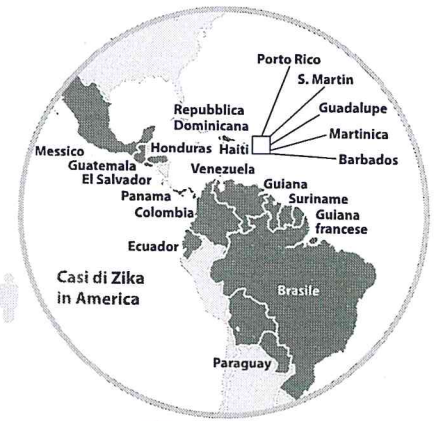 Porto Rico
S. Martin
Guadalupe
Martinica
Barbados
Repubblica
Dominicana
Messico
Honduras
Haiti
Guatemala
El Salvador
Venezuela
Panama
Guiana
Suriname
Colombia
Guiana
francese
Ecuador
Casi di Zika
in America
Brasile
Paraguay